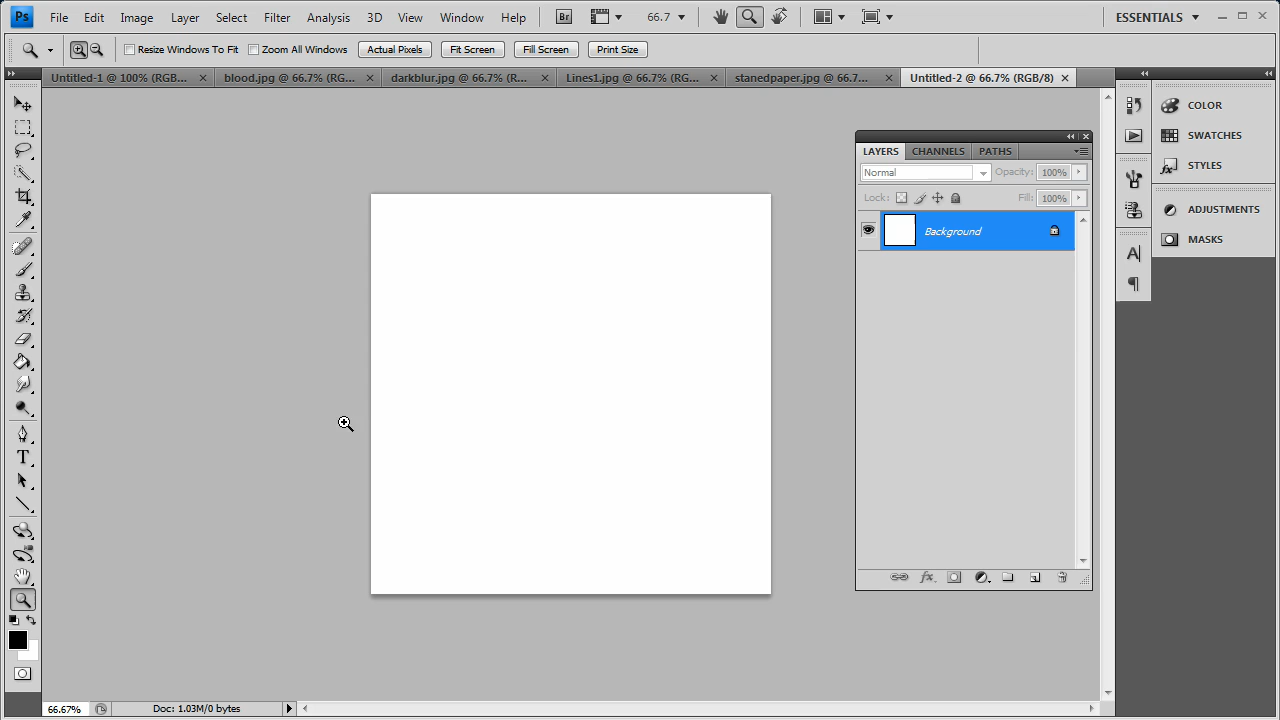 Ps File Edit Image Layer Select Filter Analysis 3D View Window Help Br 66.7 ESSENTIALS
Resize Windows To Fit Zoom All Windows Actual Pixels Fit Screen Fill Screen Print Size
Untitled-1 @ 100% (RGB... blood.jpg @ 66.7% (RG... darkblur.jpg @ 66.7% (R... Lines1.jpg @ 66.7% (RG... stanedpaper.jpg @ 66.7... Untitled-2 @ 66.7% (RGB/8)
COLOR
SWATCHES
STYLES
ADJUSTMENTS
MASKS
LAYERS CHANNELS PATHS
Normal Opacity: 100%
Lock: Fill: 100%
Background
66.67% Doc: 1.03M/0 bytes